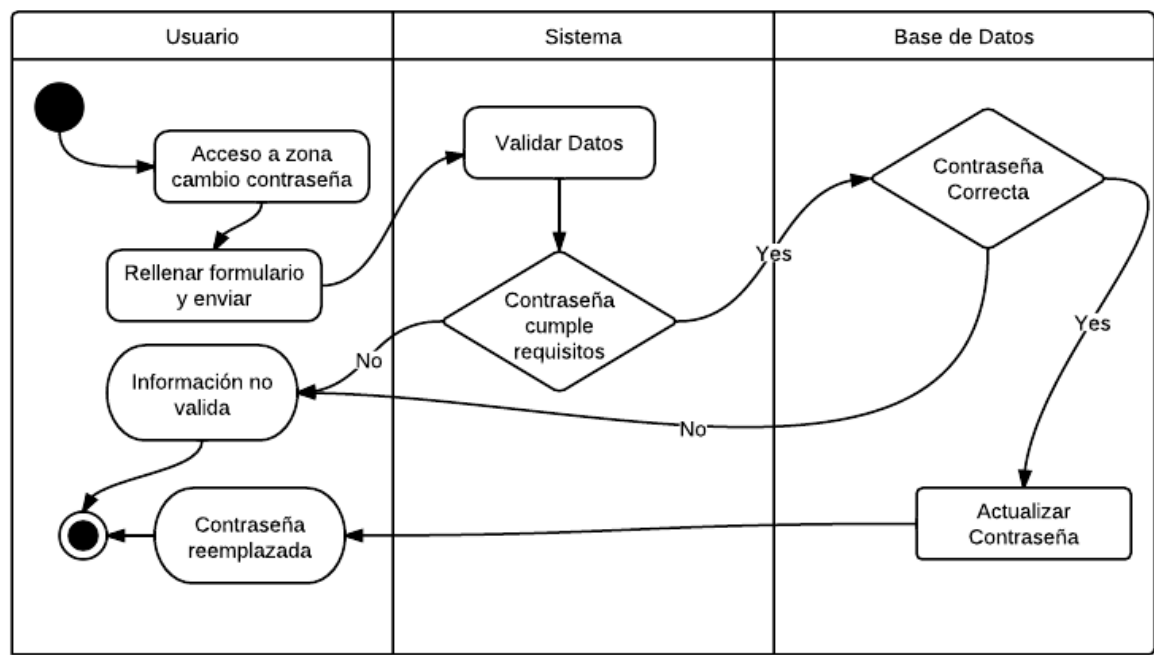 Usuario
Sistema
Base de Datos
Acceso a zona
cambio contraseña
Rellenar formulario
y enviar
Validar Datos
Contraseña
cumple
requisitos
Yes
Contraseña
Correcta
Yes
No
Información no
valida
No
Contraseña
reemplazada
Actualizar
Contraseña